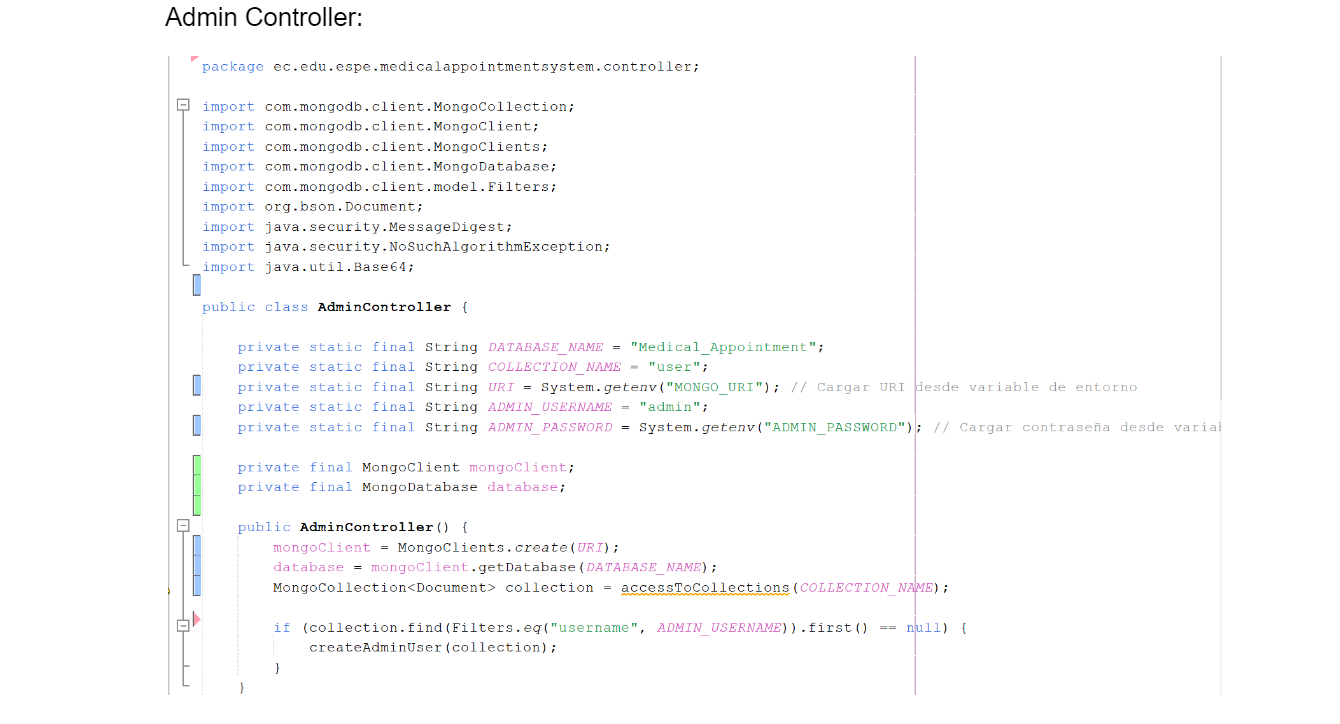 Admin Controller:
package ec.edu.espe.medicalappointmentsystem.controller;
import com.mongodb.client.MongoCollection;
import com.mongodb.client.MongoClient;
import com.mongodb.client.MongoClients;
import com.mongodb.client.MongoDatabase;
import com.mongodb.client.model.Filters;
import org.bson.Document;
import java.security.MessageDigest;
import java.security.NoSuchAlgorithmException;
import java.util.Base64;
public class AdminController {
private static final String DATABASE_NAME = "Medical_Appointment";
private static final String COLLECTION_NAME = "user";
private static final String URI = System.getenv("MONGO_URI"); // Cargar URI desde variable de entorno
private static final String ADMIN_USERNAME = "admin";
private static final String ADMIN_PASSWORD = System.getenv("ADMIN_PASSWORD"); // Cargar contraseña desde
private final MongoClient mongoClient;
private final MongoDatabase database;
public AdminController() {
mongoClient = MongoClients.create(URI);
database = mongoClient.getDatabase(DATABASE_NAME);
MongoCollection<Document> collection = accessToCollections(COLLECTION_NAME);
if (collection.find(Filters.eq("username", ADMIN_USERNAME)).first() == null) {
createAdminUser(collection);
}
}